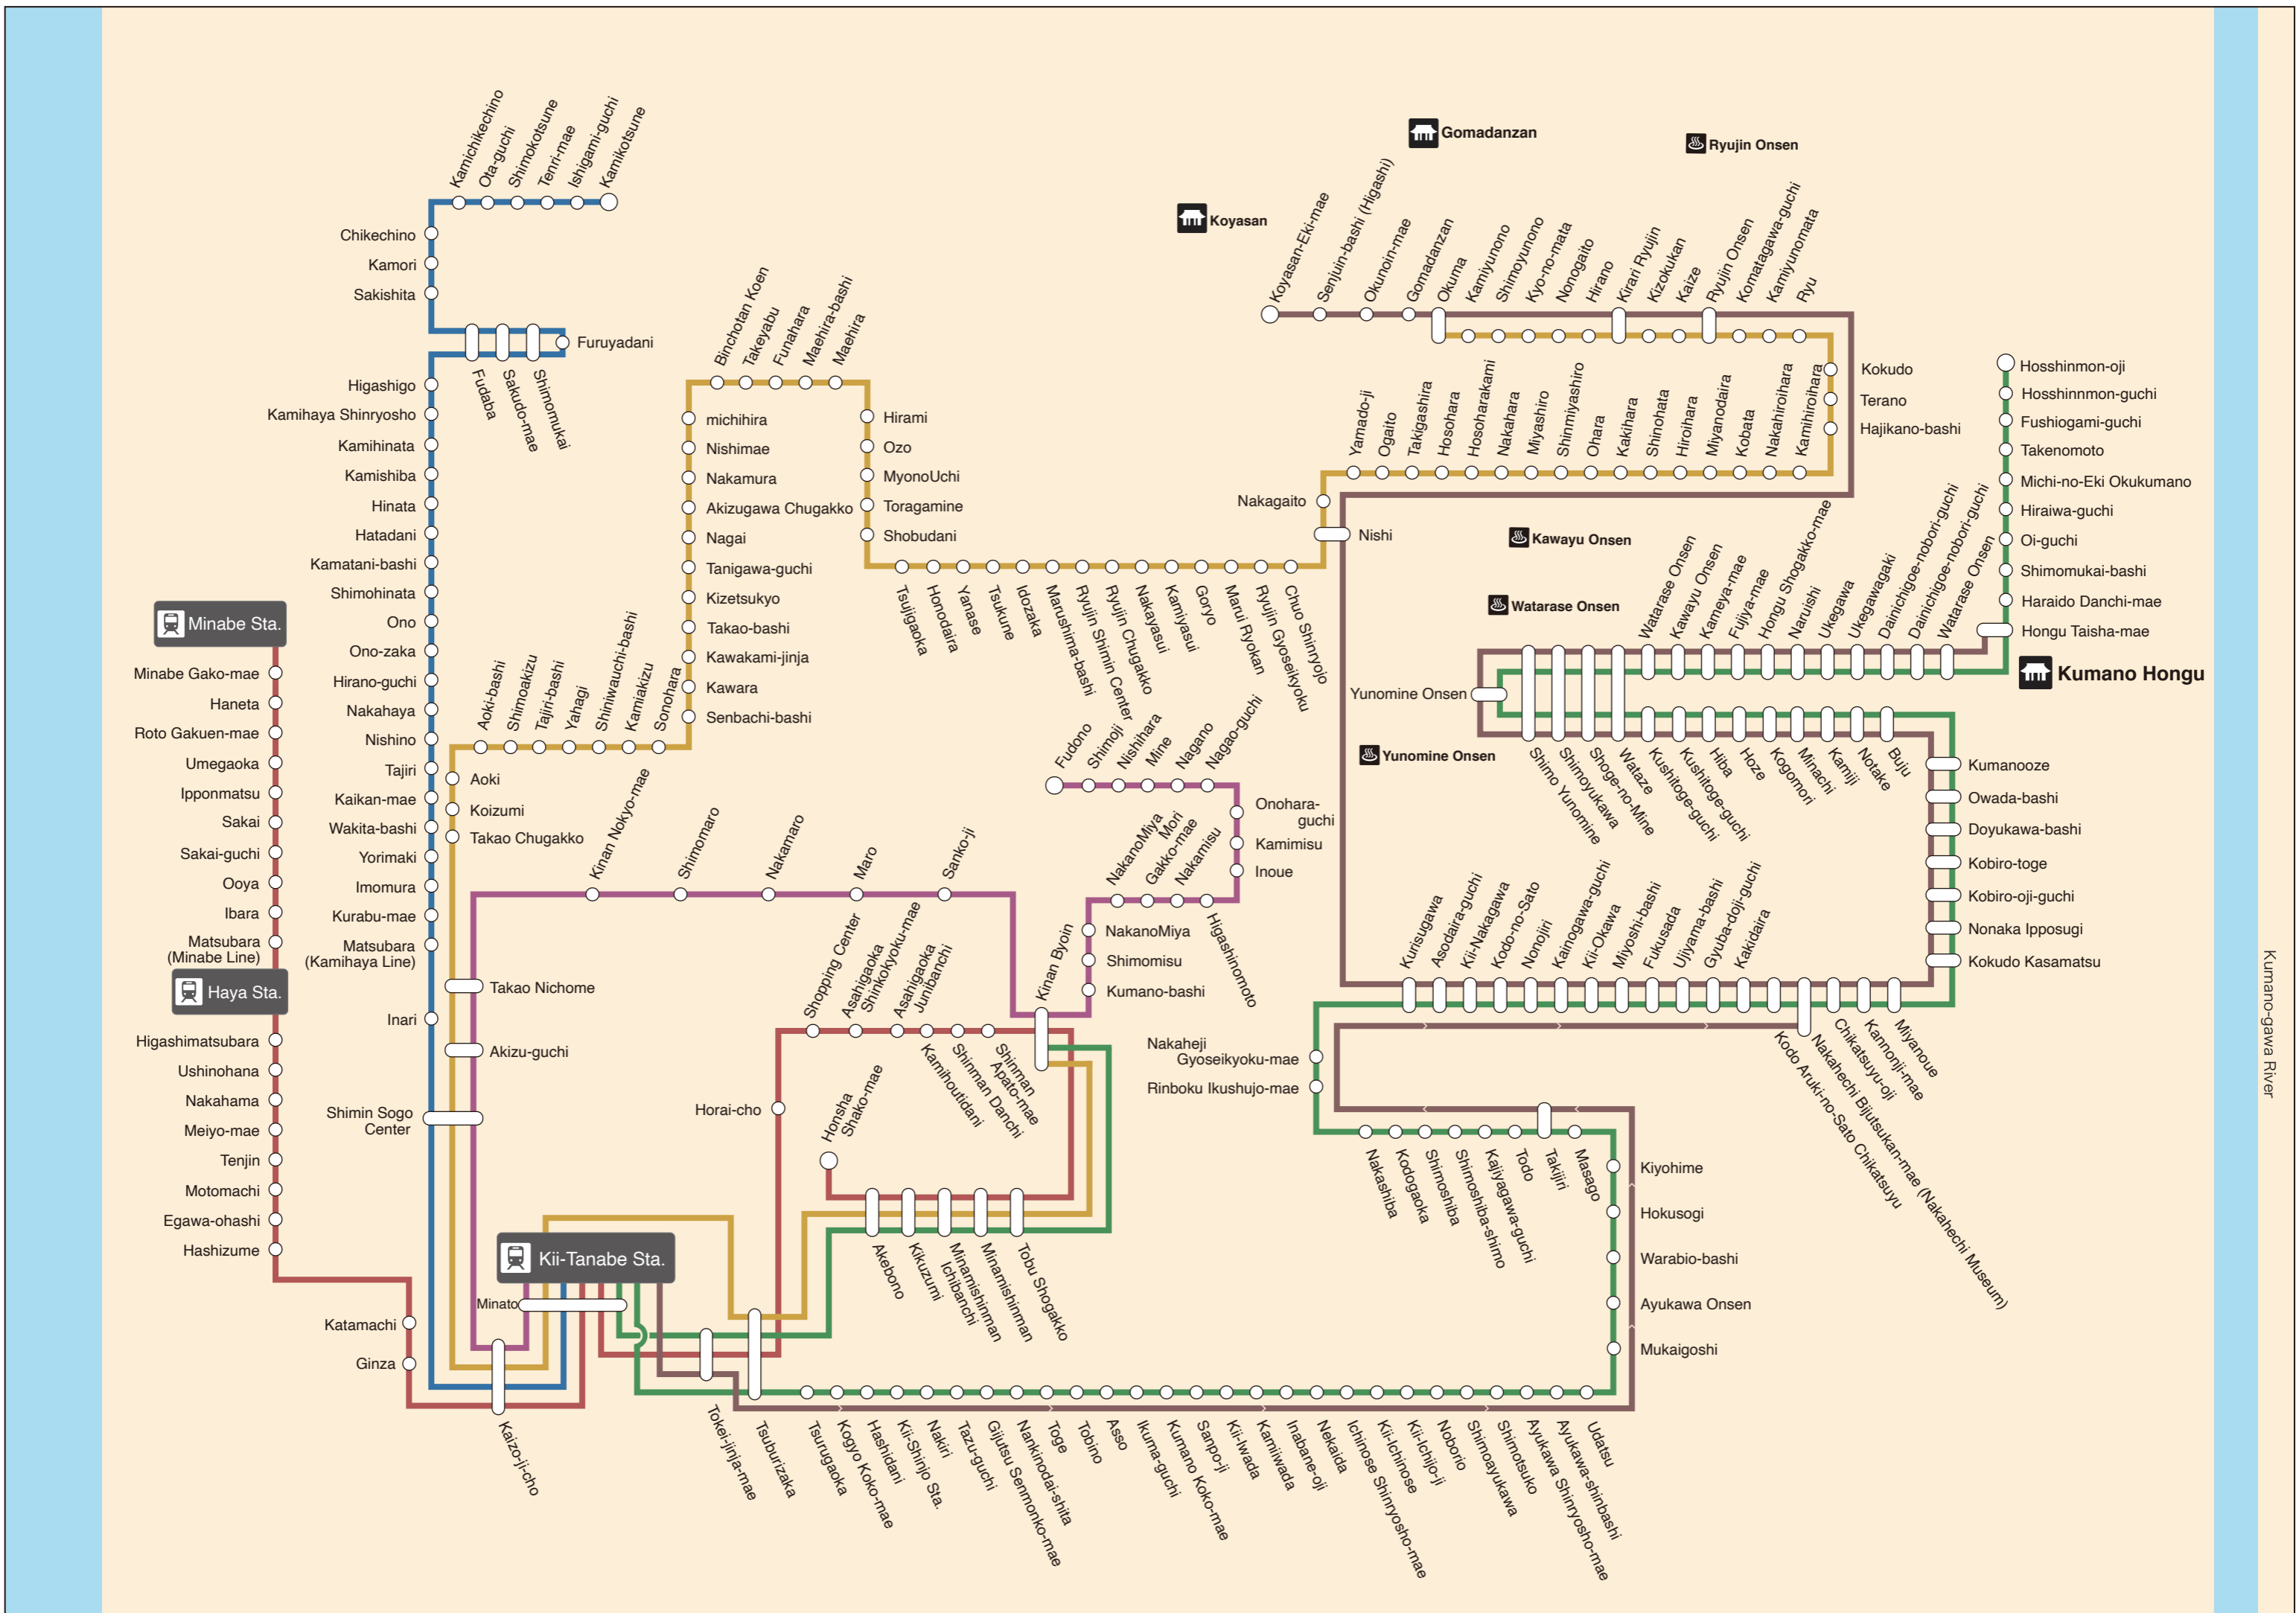 Kamichikechino
Ota-guchi
Shimokotsune
Tenri-mae
Ishigami-guchi
Kamikotsune
Chikechino
Kamori
Sakishita
Furuyadani
Fudaba
Sakudo-mae
Shimomukai
Higashigo
Kamihaya Shinryosho
Kamihinata
Kamishiba
Hinata
Hatadani
Kamatani-bashi
Shimohinata
Ono
Ono-zaka
Hirano-guchi
Nakahaya
Nishino
Tajiri
Kaikan-mae
Wakita-bashi
Yorimaki
Imomura
Kurabu-mae
Matsubara
(Kamihaya Line)
Inari
Shimin Sogo
Center
Minabe Sta.
Minabe Gako-mae
Haneta
Roto Gakuen-mae
Umegaoka
Ipponmatsu
Sakai
Sakai-guchi
Ooya
Ibara
Matsubara
(Minabe Line)
Haya Sta.
Higashimatsubara
Ushinohana
Nakahama
Meiyo-mae
Tenjin
Motomachi
Egawa-ohashi
Hashizume
Katamachi
Ginza
Kaizo-ji-cho
Minato
Kii-Tanabe Sta.
Takao Nichome
Akizu-guchi
Aoki
Koizumi
Takao Chugakko
Aoki-bashi
Shimoakizu
Tajiri-bashi
Yahagi
Shiniwauchi-bashi
Kamiakizu
Sonohara
Binchotan Koen
Takeyabu
Funahara
Maehira-bashi
Maehira
michihira
Nishimae
Nakamura
Akizugawa Chugakko
Nagai
Tanigawa-guchi
Kizetsukyo
Takao-bashi
Kawakami-jinja
Kawara
Senbachi-bashi
Hirami
Ozo
MyonoUchi
Toragamine
Shobudani
Tsujigaoka
Honodaira
Yanase
Tsukune
Idozaka
Marushima-bashi
Ryujin Shimin Center
Ryujin Chugakko
Nakayasui
Kamiyasui
Goryo
Marui Ryokan
Ryujin Gyoseikyoku
Chuo Shinryojo
Nakagaito
Nishi
Koyasan
Gomadanzan
Ryujin Onsen
Koyasan-Eki-mae
Senjuin-bashi (Higashi)
Okunoin-mae
Gomadanzan
Okuma
Kamiyunono
Shimoyunono
Kyo-no-mata
Nonogaito
Hirano
Kirari Ryujin
Kizokukan
Kaize
Ryujin Onsen
Komatagawa-guchi
Kamiyunomata
Ryu
Kokudo
Terano
Hajikano-bashi
Yamado-ji
Ogaito
Takigashira
Hosohara
Hosoharakami
Nakahara
Miyashiro
Shinmiyashiro
Ohara
Kakihara
Shinohata
Hiroihara
Miyanodaira
Kobata
Nakahiroihara
Kamihiroihara
Hosshinmon-oji
Hosshinnmon-guchi
Fushiogami-guchi
Takenomoto
Michi-no-Eki Okukumano
Hiraiwa-guchi
Oi-guchi
Shimomukai-bashi
Haraido Danchi-mae
Hongu Taisha-mae
Kumano Hongu
Kawayu Onsen
Watarase Onsen
Yunomine Onsen
Yunomine Onsen
Watarase Onsen
Kawayu Onsen
Kameya-mae
Fujiya-mae
Hongu Shogakko-mae
Naruishi
Ukegawa
Ukegawagaki
Dainichigoe-nobori-guchi
Dainichigoe-nobori-guchi
Watarase Onsen
Shimo Yunomine
Shimoyukawa
Shoge-no-Mine
Wataze
Kushitoge-guchi
Kushitoge-guchi
Hiba
Hoze
Kogomori
Minachi
Kamiji
Notake
Buju
Kumanooze
Owada-bashi
Doyukawa-bashi
Kobiro-toge
Kobiro-oji-guchi
Nonaka Ipposugi
Kokudo Kasamatsu
Kurisugawa
Asodaira-guchi
Kii-Nakagawa
Kodo-no-Sato
Nonojiri
Kainogawa-guchi
Kii-Okawa
Miyoshi-bashi
Fukusada
Ujiyama-bashi
Gyuba-doji-guchi
Kakidaira
Kodo Aruki-no-Sato Chikatsuyu
Nakahechi Bijutsukan-mae (Nakahechi Museum)
Chikatsuyu-oji
Kannonji-mae
Miyanoue
Nakaheji
Gyoseikyoku-mae
Rinboku Ikushujo-mae
Nakashiba
Kodogaoka
Shimoshiba
Shimoshiba-shimo
Kajiyagawa-guchi
Todo
Takijiri
Masago
Kiyohime
Hokusogi
Warabio-bashi
Ayukawa Onsen
Mukaigoshi
Fudono
Shimoji
Nishihara
Mine
Nagano
Nagao-guchi
Onohara-
guchi
Kamimisu
Inoue
NakanoMiya
Mori
Gakko-mae
Nakamisu
Higashinomoto
NakanoMiya
Shimomisu
Kumano-bashi
Kinan Byoin
Kinan Nokyo-mae
Shimomaro
Nakamaro
Maro
Sanko-ji
Shopping Center
Asahigaoka
Shinkokyoku-mae
Asahigaoka
Junibanchi
Kamihoutidani
Shinman Danchi
Shinman
Apato-mae
Horai-cho
Honsha
Shako-mae
Akebono
Kikuzumi
Minamishinman
Ichibanchi
Minamishinman
Tobu Shogakko
Tokei-jinja-mae
Tsuburizaka
Tsurugaoka
Kogyo Koko-mae
Hashidani
Kii-Shinjo Sta.
Nakiri
Tazu-guchi
Gijutsu Senmonko-mae
Nankinodai-shita
Toge
Tobino
Asso
Ikuma-guchi
Kumano Koko-mae
Sanpo-ji
Kii-Iwada
Kamiiwada
Inabane-oji
Nekaida
Ichinose Shinryosho-mae
Kii-Ichinose
Kii-Ichijo-ji
Noborio
Shimoayukawa
Shimotsuko
Ayukawa Shinryosho-mae
Ayukawa-shinbashi
Udatsu
Kumano-gawa River